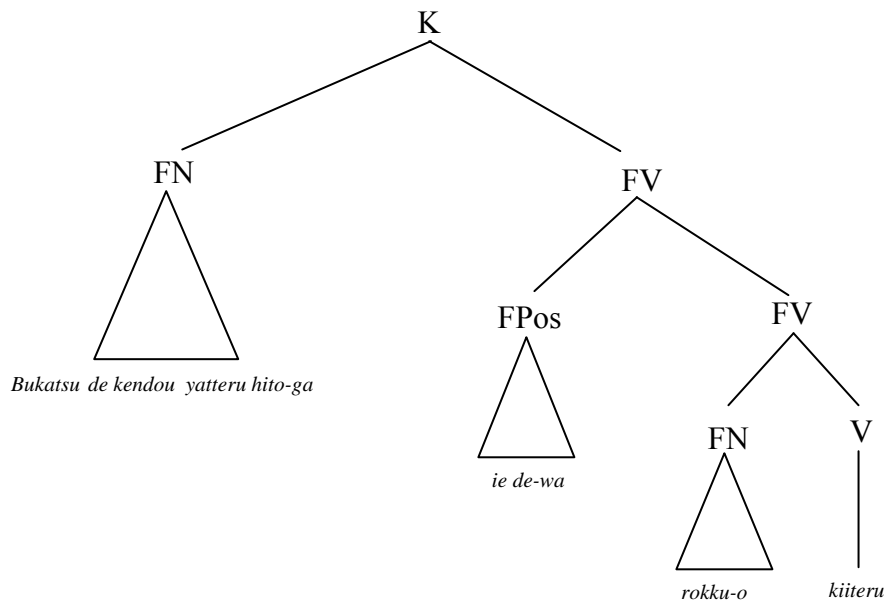 K
FN
FV
FPos
FV
Bukatsu de kendou yatteru hito-ga
FN
V
ie de-wa
rokku-o
kiiteru